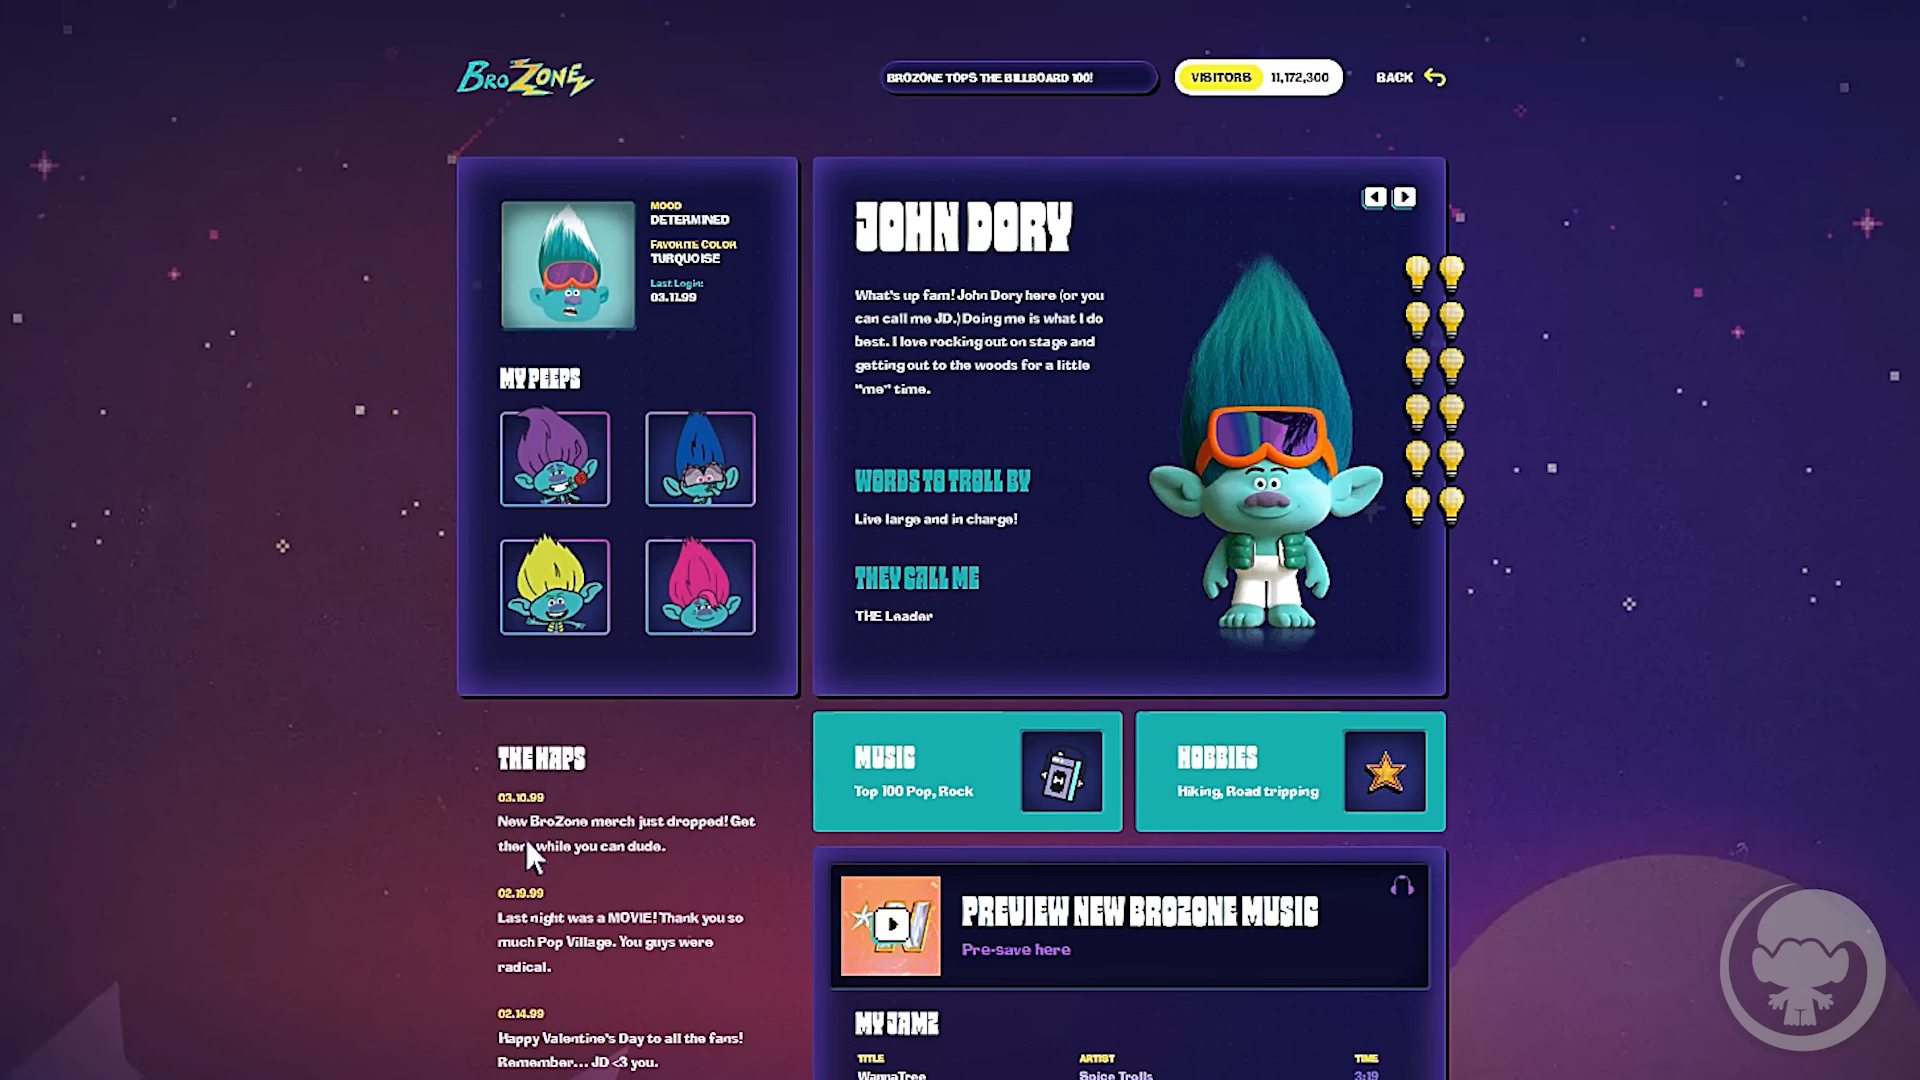 BROZONE
BROZONE TOPS THE BILLBOARD 100!
VISITORS 11,172,300
BACK
MOOD
DETERMINED
FAVORITE COLOR
TURQUOISE
Last Login:
03.11.99
MY PEEPS
JOHN DORY
What's up fam! John Dory here (or you
can call me JD.) Doing me is what I do
best. I love rocking out on stage and
getting out to the woods for a little
"me" time.
WORDS TO TROLL BY
Live large and in charge!
THEY CALL ME
THE Leader
THE HAPS
03.10.99
New BroZone merch just dropped! Get
there while you can dude.
02.19.99
Last night was a MOVIE! Thank you so
much Pop Village. You guys were
radical.
02.14.99
Happy Valentine's Day to all the fans!
Remember... JD <3 you.
MUSIC
Top 100 Pop, Rock
HOBBIES
Hiking, Road tripping
PREVIEW NEW BROZONE MUSIC
Pre-save here
MY JAMZ
TITLE ARTIST TIME
WannaTree Spice Trolls 3:19